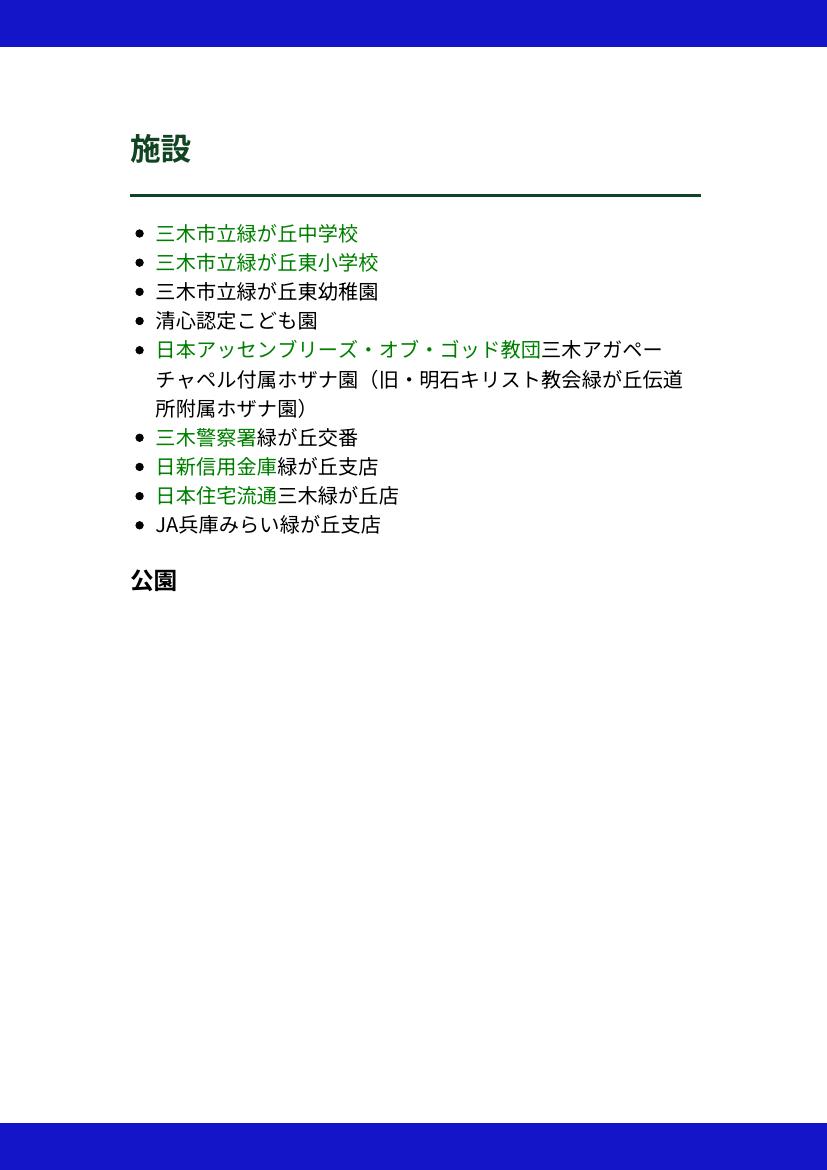 施設
三木市立緑が丘中学校
三木市立緑が丘東小学校
三木市立緑が丘東幼稚園
清心認定こども園
日本アッセンブリーズ・オブ・ゴッド教団三木アガペー
チャペル付属ホザナ園（旧・明石キリスト教会緑が丘伝道
所附属ホザナ園）
三木警察署緑が丘交番
日新信用金庫緑が丘支店
日本住宅流通三木緑が丘店
JA兵庫みらい緑が丘支店
公園